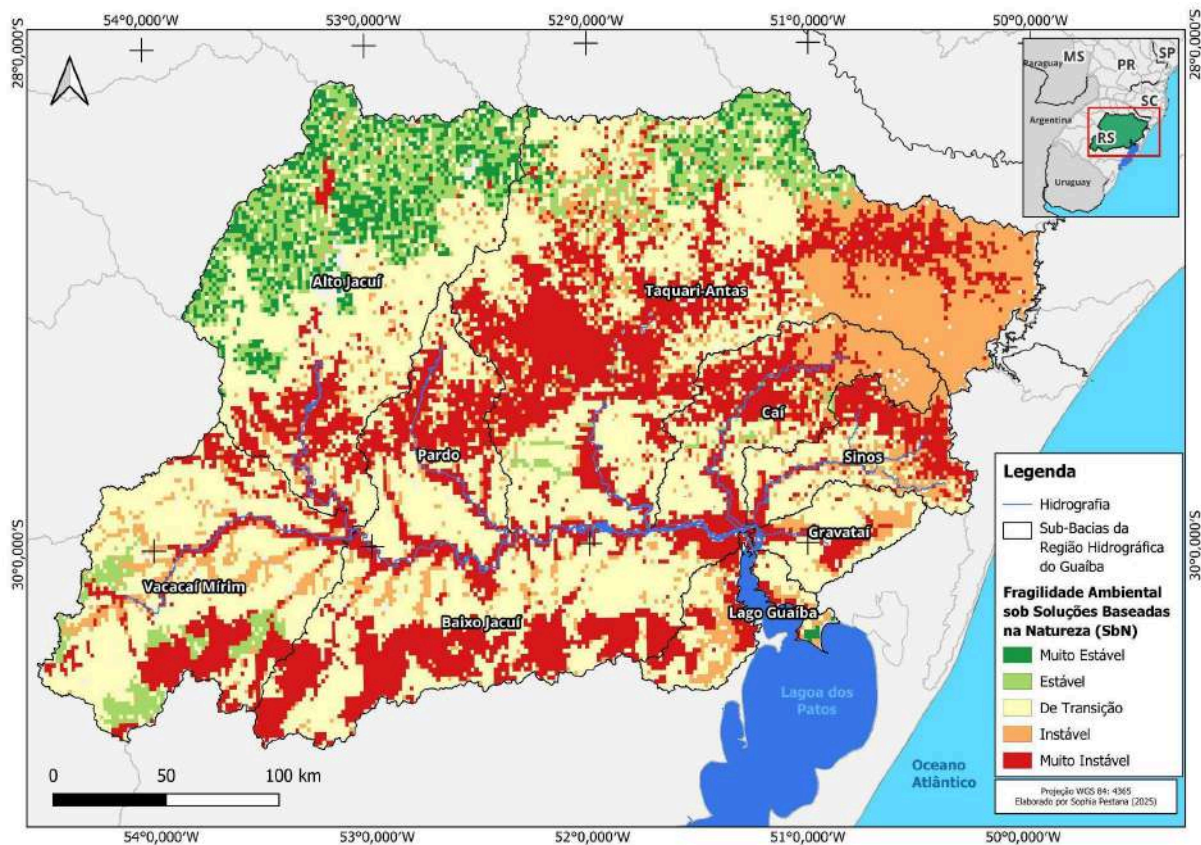 54°0,000'W 53°0,000'W 52°0,000'W 51°0,000'W 50°0,000'W
28°0,000'S
28°0,000'S
MS
SP
Paraguay
PR
SC
Argentina
RS
Uruguay
Alto Jacuí
Taquari-Antas
Caí
Pardo
Sinos
Gravataí
30°0,000'S
30°0,000'S
Vacacaí Mírim
Baixo Jacuí
Lago Guaíba
Lagoa dos
Patos
Oceano
Atlântico
0 50 100 km
Legenda
Hidrografia
Sub-Bacias da
Região Hidrográfica
do Guaíba
Fragilidade Ambiental
sob Soluções Baseadas
na Natureza (SbN)
Muito Estável
Estável
De Transição
Instável
Muito Instável
Projeção WGS 84: 4365
Elaborado por Sophia Pestana (2025)
54°0,000'W 53°0,000'W 52°0,000'W 51°0,000'W 50°0,000'W